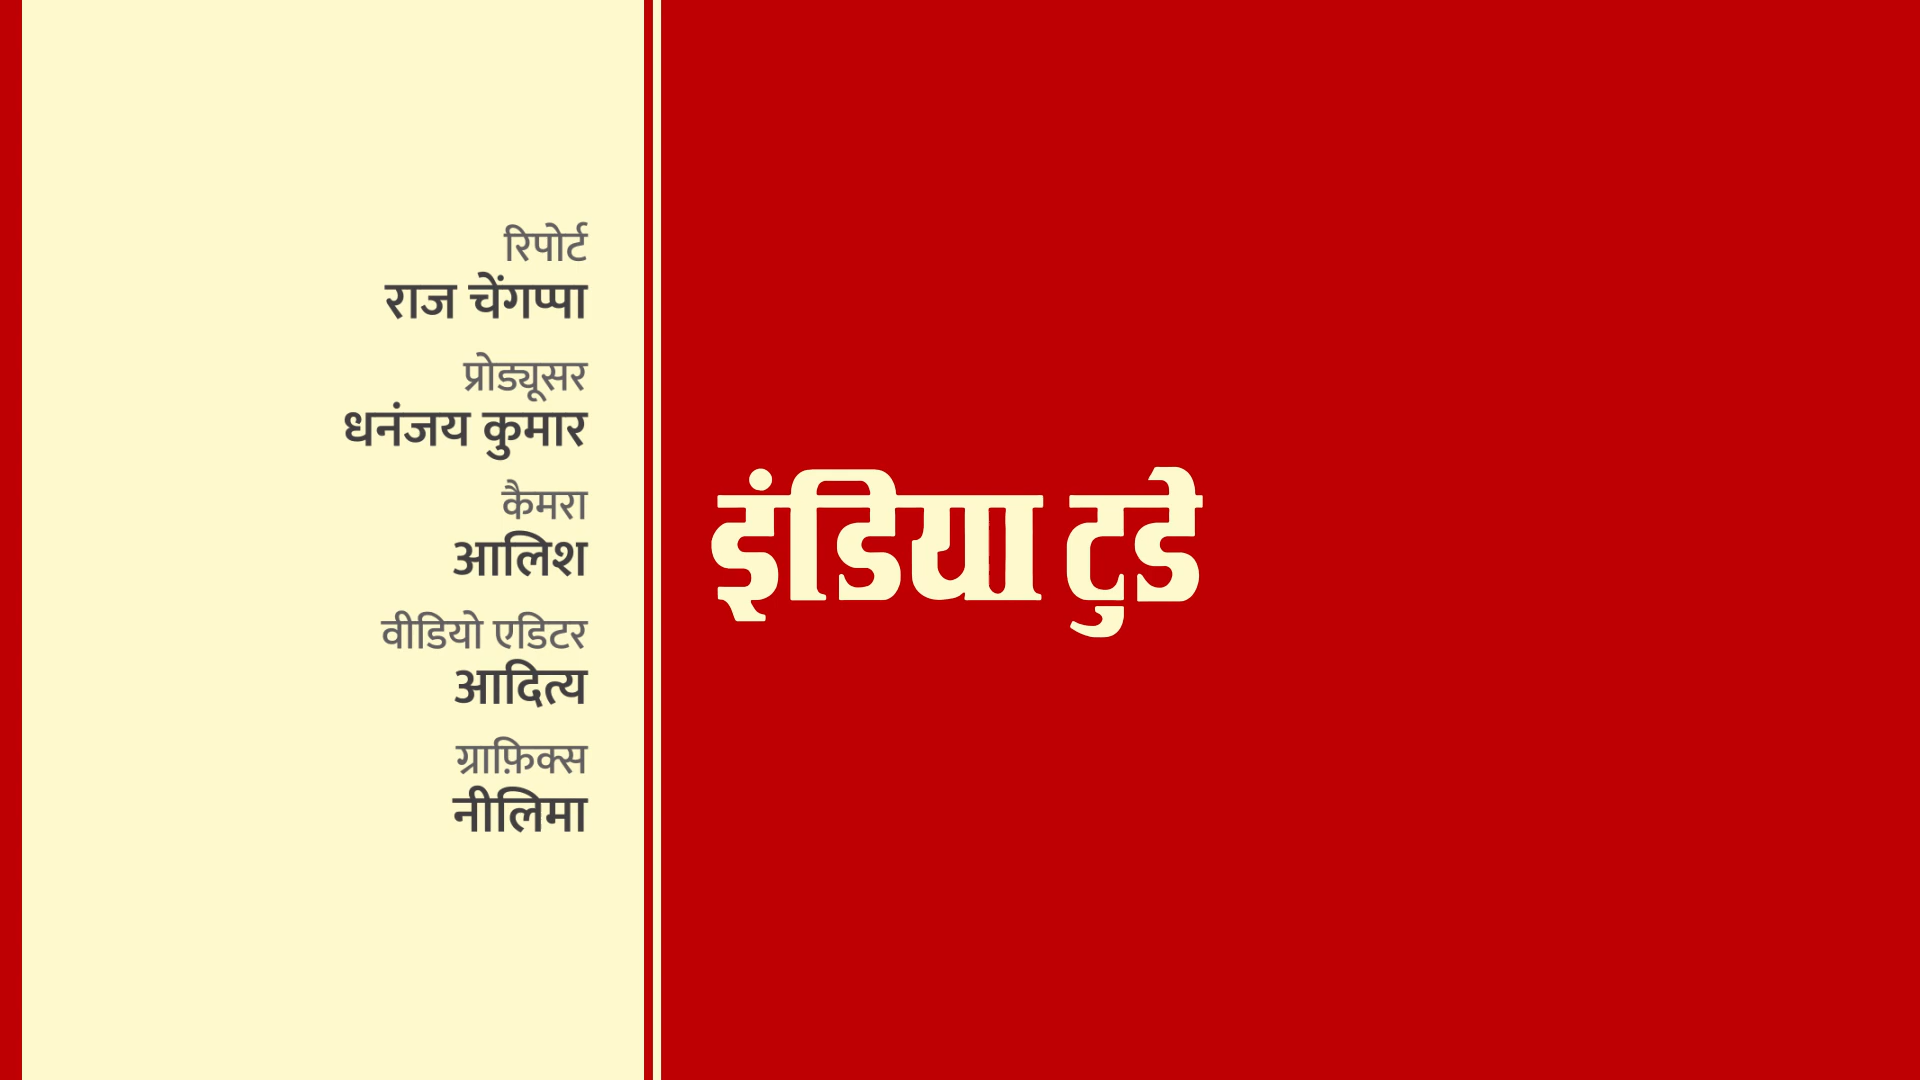 रिपोर्ट
राज चेंगप्पा
प्रोड्यूसर
धनंजय कुमार
कैमरा
आलिश
वीडियो एडिटर
आदित्य
ग्राफ़िक्स
नीलिमा
इंडिया टुडे